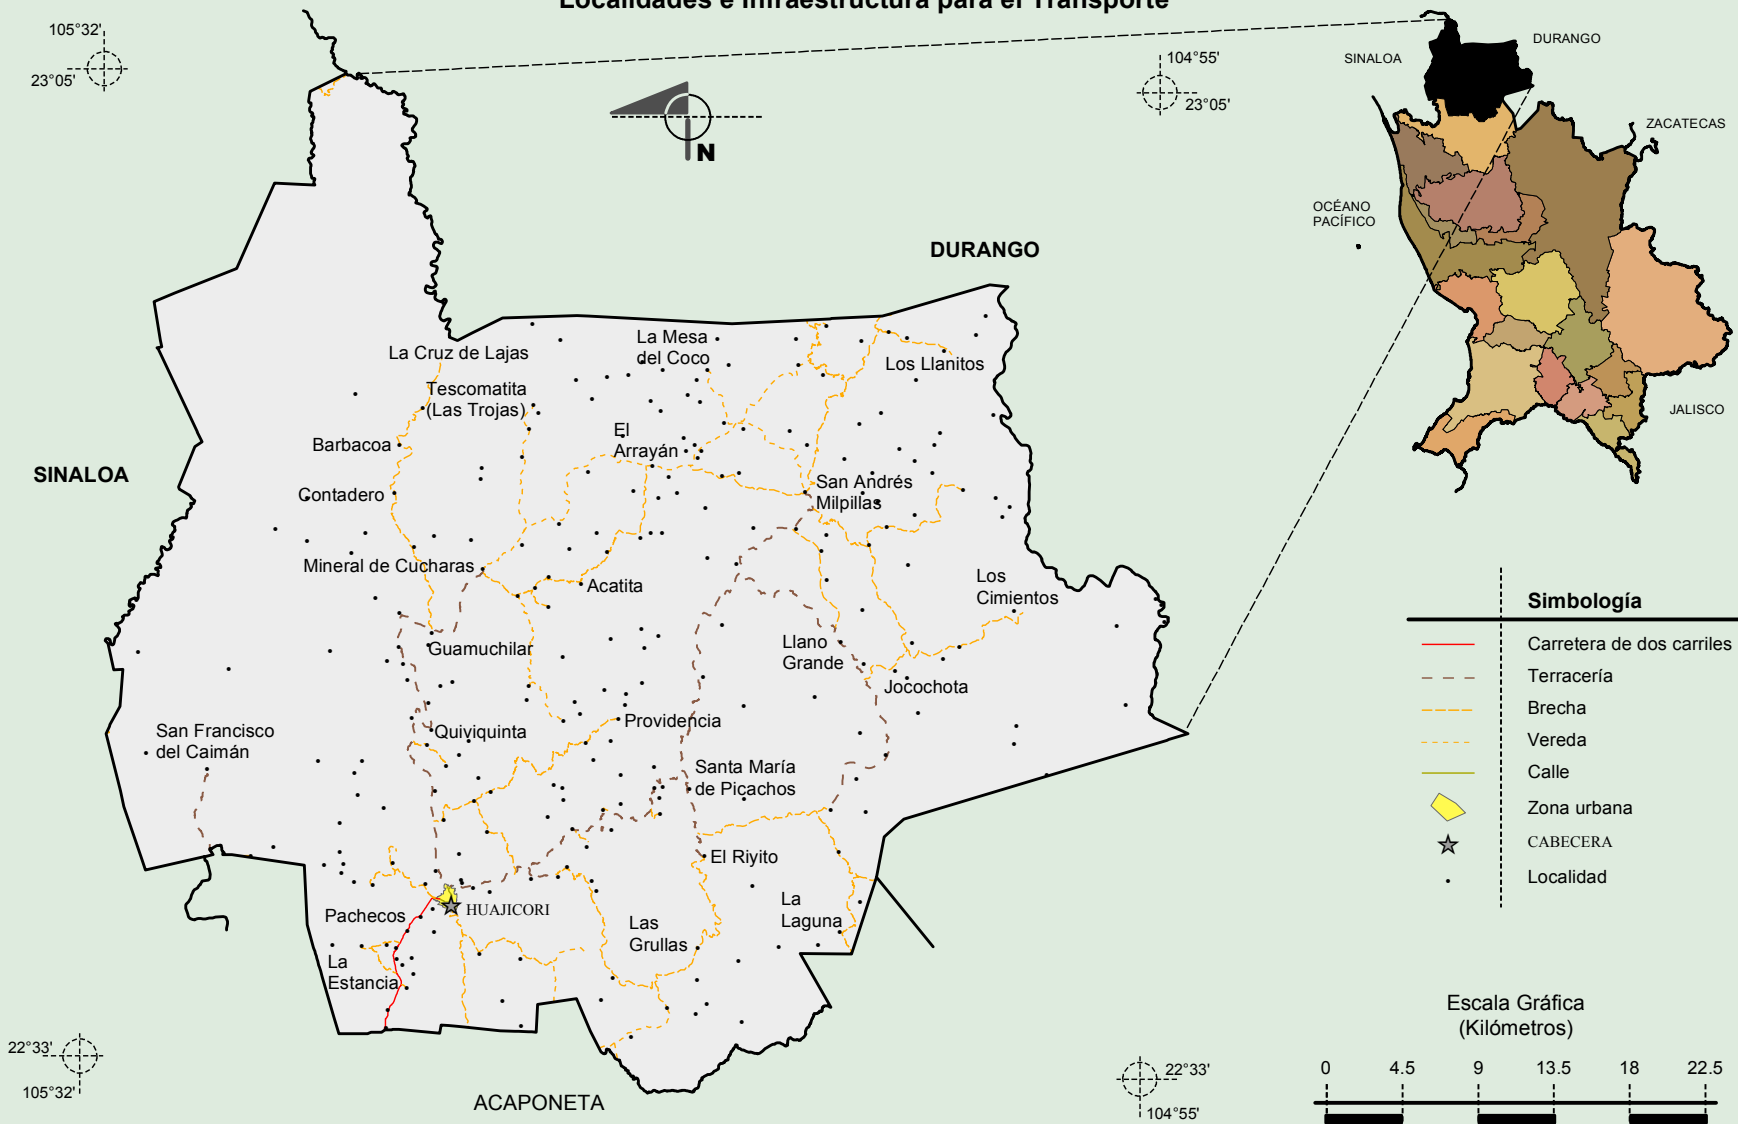 Localidades e Infraestructura para el Transporte
105°32'
23°05'
104°55'
23°05'
N
SINALOA
DURANGO
ZACATECAS
OCÉANO
PACÍFICO
JALISCO
DURANGO
SINALOA
La Cruz de Lajas
La Mesa
del Coco
Los Llanitos
Tescomatita
(Las Trojas)
Barbacoa
El
Arrayán
Contadero
San Andrés
Milpillas
Mineral de Cucharas
Acatita
Los
Cimientos
Guamuchilar
Llano
Grande
Jocochota
San Francisco
del Caimán
Quiviquinta
Providencia
Santa María
de Picachos
El Riyito
Pachecos
HUAJICORI
Las
Grullas
La
Laguna
La
Estancia
ACAPONETA
22°33'
105°32'
22°33'
104°55'
Simbología
Carretera de dos carriles
Terracería
Brecha
Vereda
Calle
Zona urbana
CABECERA
Localidad
Escala Gráfica
(Kilómetros)
0 4.5 9 13.5 18 22.5